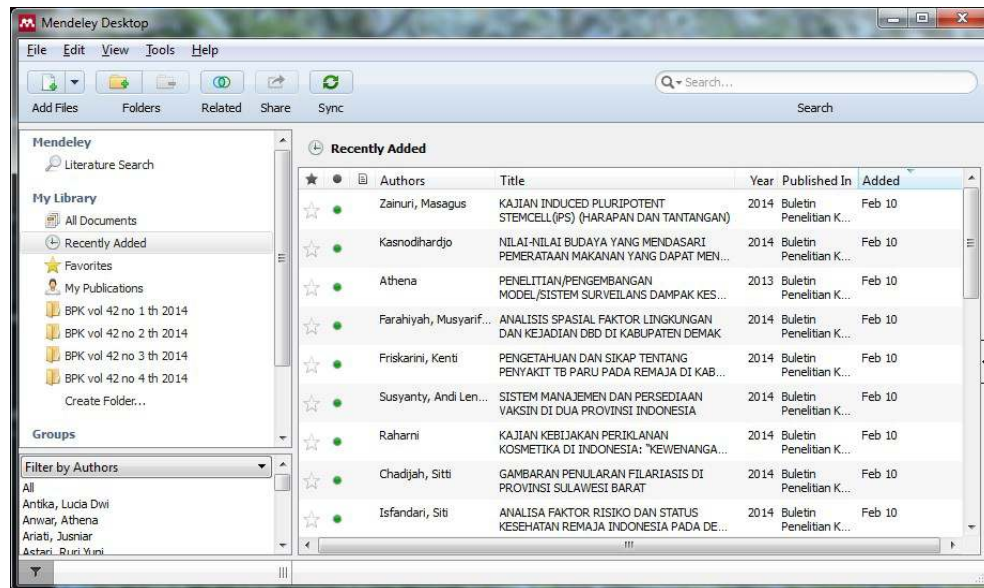 Mendeley Desktop
File Edit View Tools Help
Add Files Folders Related Share Sync Search
Search...
Mendeley
Literature Search
My Library
All Documents
Recently Added
Favorites
My Publications
BPK vol 42 no 1 th 2014
BPK vol 42 no 2 th 2014
BPK vol 42 no 3 th 2014
BPK vol 42 no 4 th 2014
Create Folder...
Groups
Filter by Authors
All
Antika, Lucia Dwi
Anwar, Athena
Ariati, Jusniar
Astari, Ruri Yuni
Recently Added
Authors Title Year Published In Added
Zainuri, Masagus KAJIAN INDUCED PLURIPOTENT 2014 Buletin Feb 10
STEMCELL(iPS) (HARAPAN DAN TANTANGAN) Penelitian K...
Kasnodihardjo NILAI-NILAI BUDAYA YANG MENDASARI 2014 Buletin Feb 10
PEMERATAAN MAKANAN YANG DAPAT MEN... Penelitian K...
Athena PENELITIAN/PENGEMBANGAN 2013 Buletin Feb 10
MODEL/SISTEM SURVEILANS DAMPAK KES... Penelitian K...
Farahiyah, Musyarif... ANALISIS SPASIAL FAKTOR LINGKUNGAN 2014 Buletin Feb 10
DAN KEJADIAN DBD DI KABUPATEN DEMAK Penelitian K...
Friskarini, Kenti PENGETAHUAN DAN SIKAP TENTANG 2014 Buletin Feb 10
PENYAKIT TB PARU PADA REMAJA DI KAB... Penelitian K...
Susyanty, Andi Len... SISTEM MANAJEMEN DAN PERSEDIAAN 2014 Buletin Feb 10
VAKSIN DI DUA PROVINSI INDONESIA Penelitian K...
Raharni KAJIAN KEBIJAKAN PERIKLANAN 2014 Buletin Feb 10
KOSMETIKA DI INDONESIA: "KEWENANGA... Penelitian K...
Chadijah, Sitti GAMBARAN PENULARAN FILARIASIS DI 2014 Buletin Feb 10
PROVINSI SULAWESI BARAT Penelitian K...
Isfandari, Siti ANALISA FAKTOR RISIKO DAN STATUS 2014 Buletin Feb 10
KESEHATAN REMAJA INDONESIA PADA DE... Penelitian K...